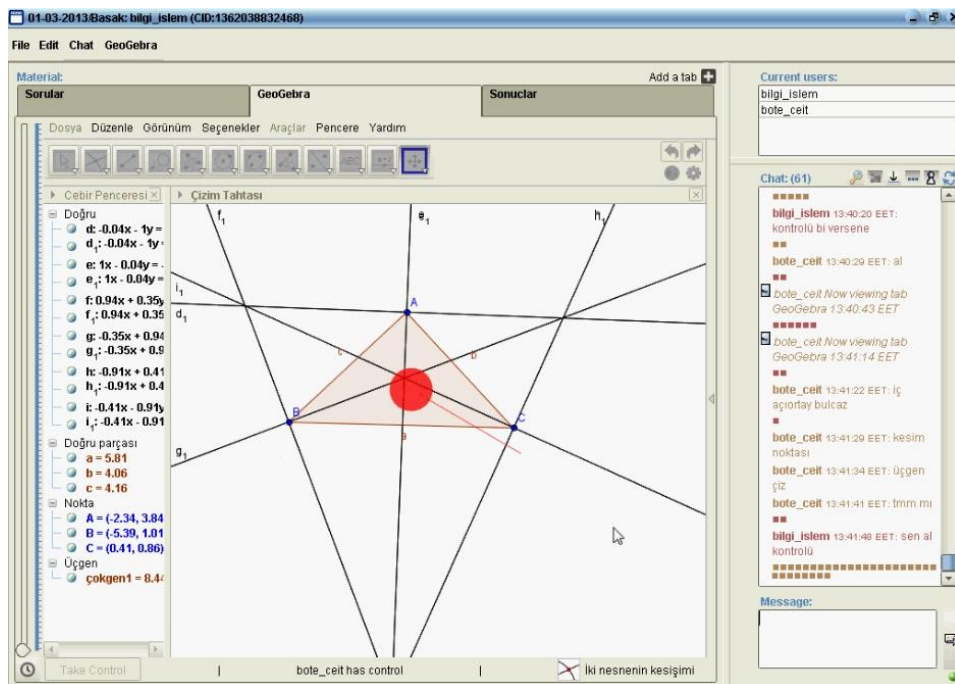 01-03-2013/Basak: bilgi_islem (CID:1362038832468)
File Edit Chat GeoGebra
Material:
Add a tab
Sorular
GeoGebra
Sonuclar
Dosya Düzenle Görünüm Seçenekler Araçlar Pencere Yardım
ABC
Cebir Penceresi
Çizim Tahtası
Doğru
d: -0.04x - 1y =
d1: -0.04x - 1y
e: 1x - 0.04y = -
e1: 1x - 0.04y
f: 0.94x + 0.35y
f1: 0.94x + 0.35
g: -0.35x + 0.94
g1: -0.35x + 0.9
h: -0.91x + 0.41
h1: -0.91x + 0.4
i: -0.41x - 0.91y
i1: -0.41x - 0.91
Doğru parçası
a = 5.81
b = 4.06
c = 4.16
Nokta
A = (-2.34, 3.84
B = (-5.39, 1.01
C = (0.41, 0.86)
Üçgen
çokgen1 = 8.44
f1
e1
h1
i1
d1
A
c
b
B
C
a
g1
Take Control
bote_ceit has control
İki nesnenin kesişimi
Current users:
bilgi_islem
bote_ceit
Chat: (61)
bilgi_islem 13:40:20 EET:
kontrolü bi versene
bote_ceit 13:40:29 EET: al
bote_ceit Now viewing tab
GeoGebra 13:40:43 EET
bote_ceit Now viewing tab
GeoGebra 13:41:14 EET
bote_ceit 13:41:22 EET: iç
açıortay bulcaz
bote_ceit 13:41:29 EET: kesim
noktası
bote_ceit 13:41:34 EET: üçgen
çiz
bote_ceit 13:41:41 EET: tmm mı
bilgi_islem 13:41:48 EET: sen al
kontrolü
Message: